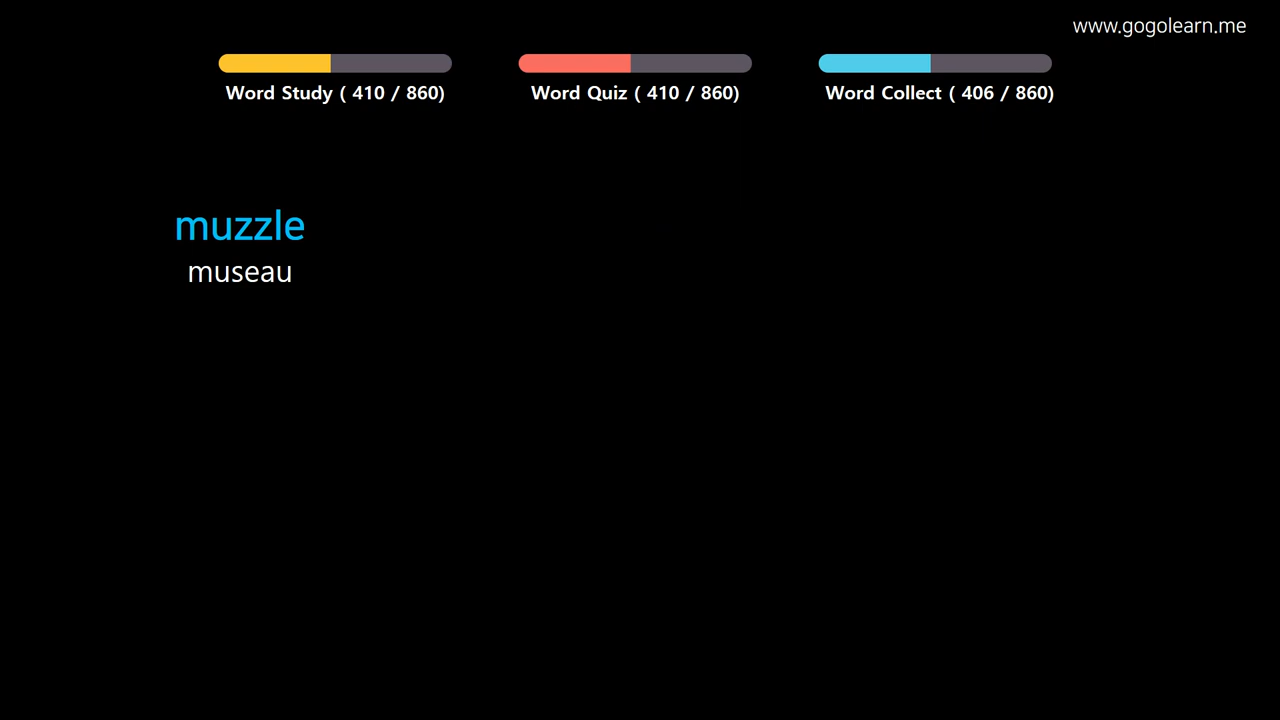 www.gogolearn.me
Word Study ( 410 / 860)
Word Quiz ( 410 / 860)
Word Collect ( 406 / 860)
muzzle
museau